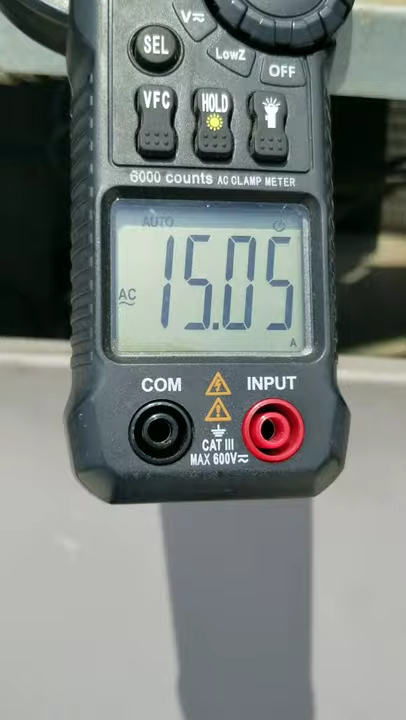 V≂
LowZ
SEL
OFF
VFC
HOLD
6000 counts AC CLAMP METER
AUTO
AC
15.05
A
COM
INPUT
CAT III
MAX 600V≂